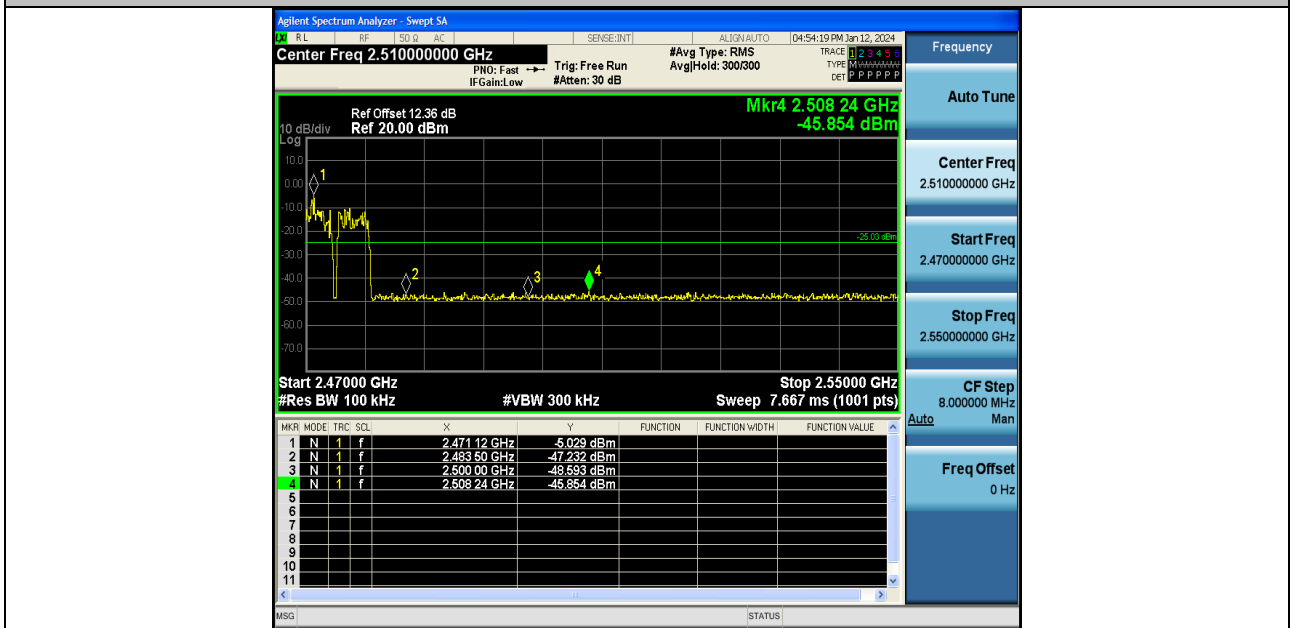 Agilent Spectrum Analyzer - Swept SA
RL RF 50 Ω AC SENSE:INT ALIGN AUTO 04:54:19 PM Jan 12, 2024
Center Freq 2.510000000 GHz
PNO: Fast
IFGain:Low
Trig: Free Run
#Atten: 30 dB
#Avg Type: RMS
Avg|Hold: 300/300
TRACE 1 2 3 4 5 6
TYPE M
DET P P P P P P
Mkr4 2.508 24 GHz
-45.854 dBm
Ref Offset 12.36 dB
10 dB/div Ref 20.00 dBm
Log
10.0
0.00
-10.0
-20.0
-30.0
-40.0
-50.0
-60.0
-70.0
1
2
3
4
-25.03 dBm
Start 2.47000 GHz Stop 2.55000 GHz
#Res BW 100 kHz #VBW 300 kHz Sweep 7.667 ms (1001 pts)
MKR MODE TRC SCL X Y FUNCTION FUNCTION WIDTH FUNCTION VALUE
1 N 1 f 2.471 12 GHz -5.029 dBm
2 N 1 f 2.483 50 GHz -47.232 dBm
3 N 1 f 2.500 00 GHz -48.593 dBm
4 N 1 f 2.508 24 GHz -45.854 dBm
5
6
7
8
9
10
11
MSG STATUS
Frequency
Auto Tune
Center Freq
2.510000000 GHz
Start Freq
2.470000000 GHz
Stop Freq
2.550000000 GHz
CF Step
8.000000 MHz
Auto Man
Freq Offset
0 Hz